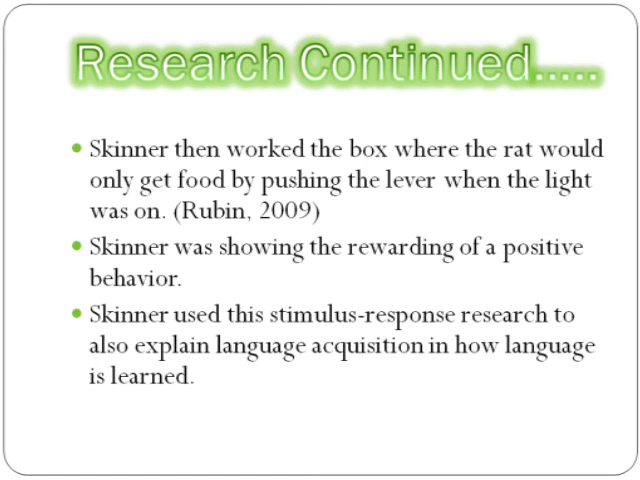 Research Continued.....
• Skinner then worked the box where the rat would
only get food by pushing the lever when the light
was on. (Rubin, 2009)
• Skinner was showing the rewarding of a positive
behavior.
• Skinner used this stimulus-response research to
also explain language acquisition in how language
is learned.